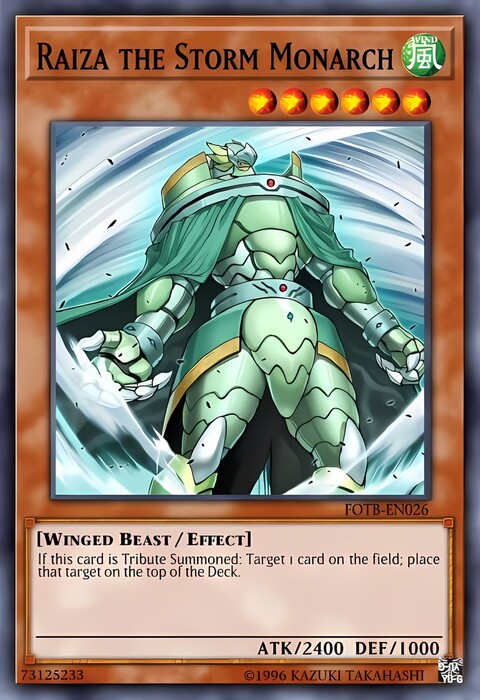 Raiza the Storm Monarch
WIND
風
FOTB-EN026
[Winged Beast / Effect]
If this card is Tribute Summoned: Target 1 card on the field; place
that target on the top of the Deck.
ATK/2400 DEF/1000
73125233
©1996 KAZUKI TAKAHASHI